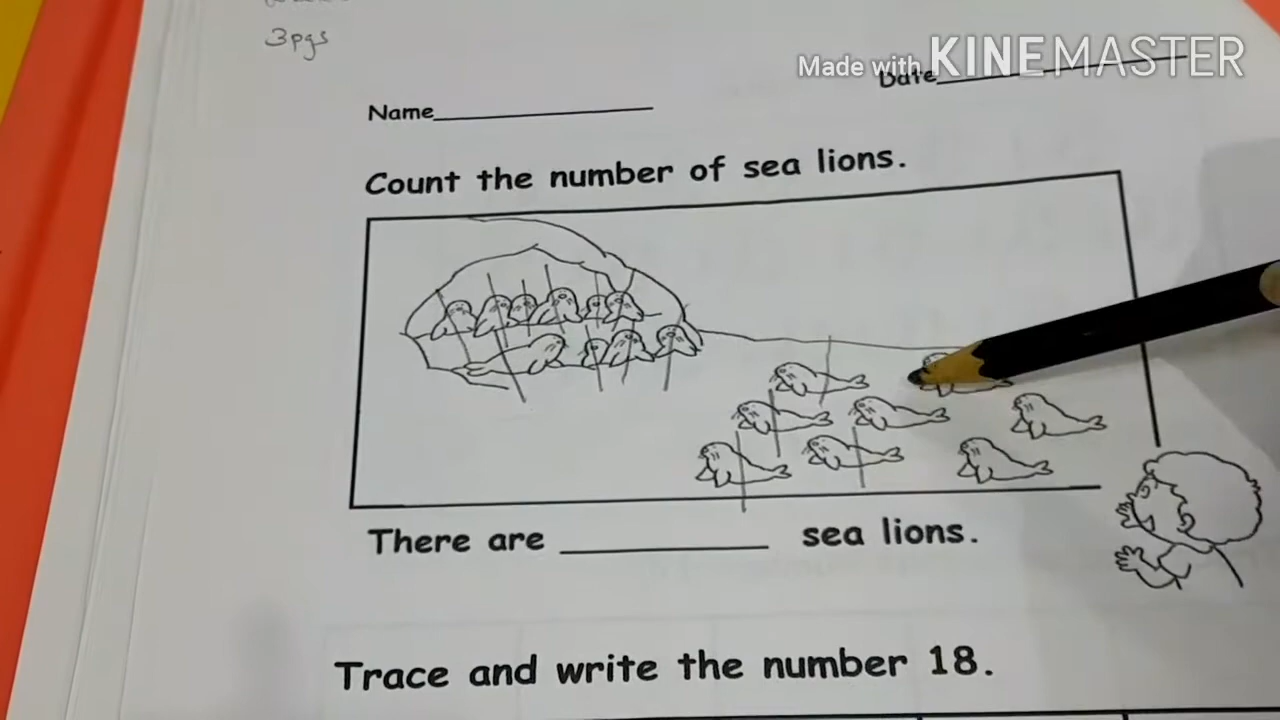 3pgs
Made with KINEMASTER
Date
Name
Count the number of sea lions.
There are __________ sea lions.
Trace and write the number 18.